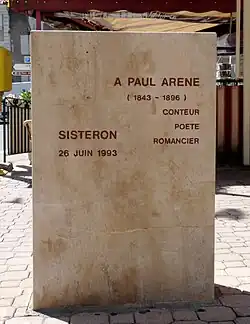 A PAUL ARENE
( 1843 - 1896 )
CONTEUR
POETE
ROMANCIER
SISTERON
26 JUIN 1993